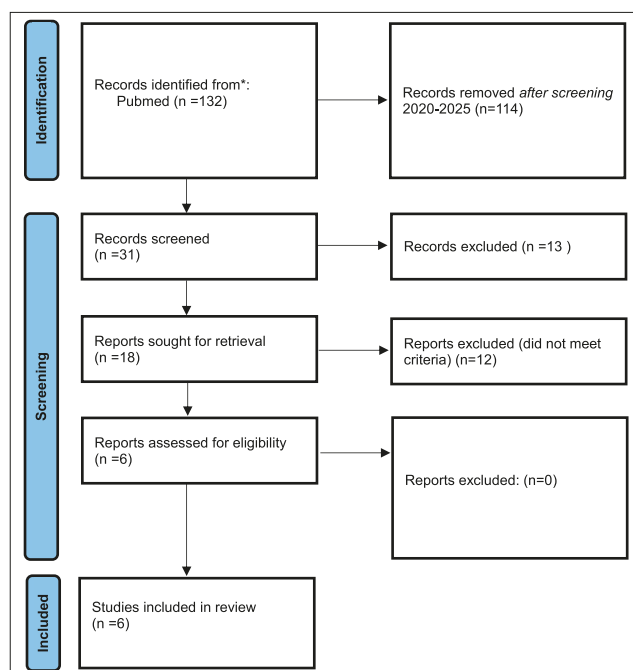 Identification
Records identified from*:
Pubmed (n =132)
Records removed after screening
2020-2025 (n=114)
Screening
Records screened
(n =31)
Records excluded (n =13 )
Reports sought for retrieval
(n =18)
Reports excluded (did not meet
criteria) (n=12)
Reports assessed for eligibility
(n =6)
Reports excluded: (n=0)
Included
Studies included in review
(n =6)